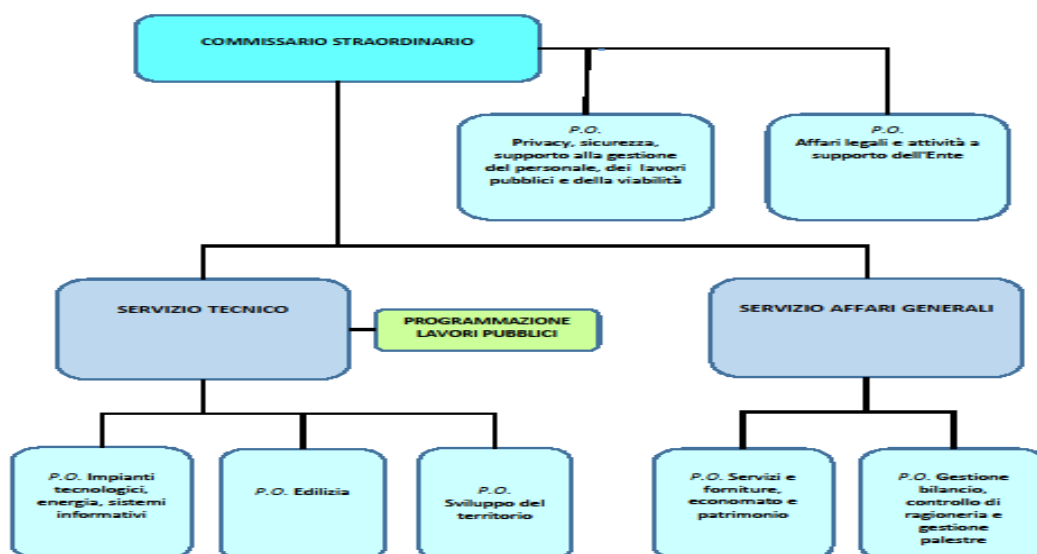 COMMISSARIO STRAORDINARIO
P.O.
Privacy, sicurezza,
supporto alla gestione
del personale, dei lavori
pubblici e della viabilità
P.O.
Affari legali e attività a
supporto dell'Ente
SERVIZIO TECNICO
PROGRAMMAZIONE
LAVORI PUBBLICI
SERVIZIO AFFARI GENERALI
P.O. Impianti
tecnologici,
energia, sistemi
informativi
P.O. Edilizia
P.O.
Sviluppo del
territorio
P.O. Servizi e
forniture,
economato e
patrimonio
P.O. Gestione
bilancio,
controllo di
ragioneria e
gestione
palestre